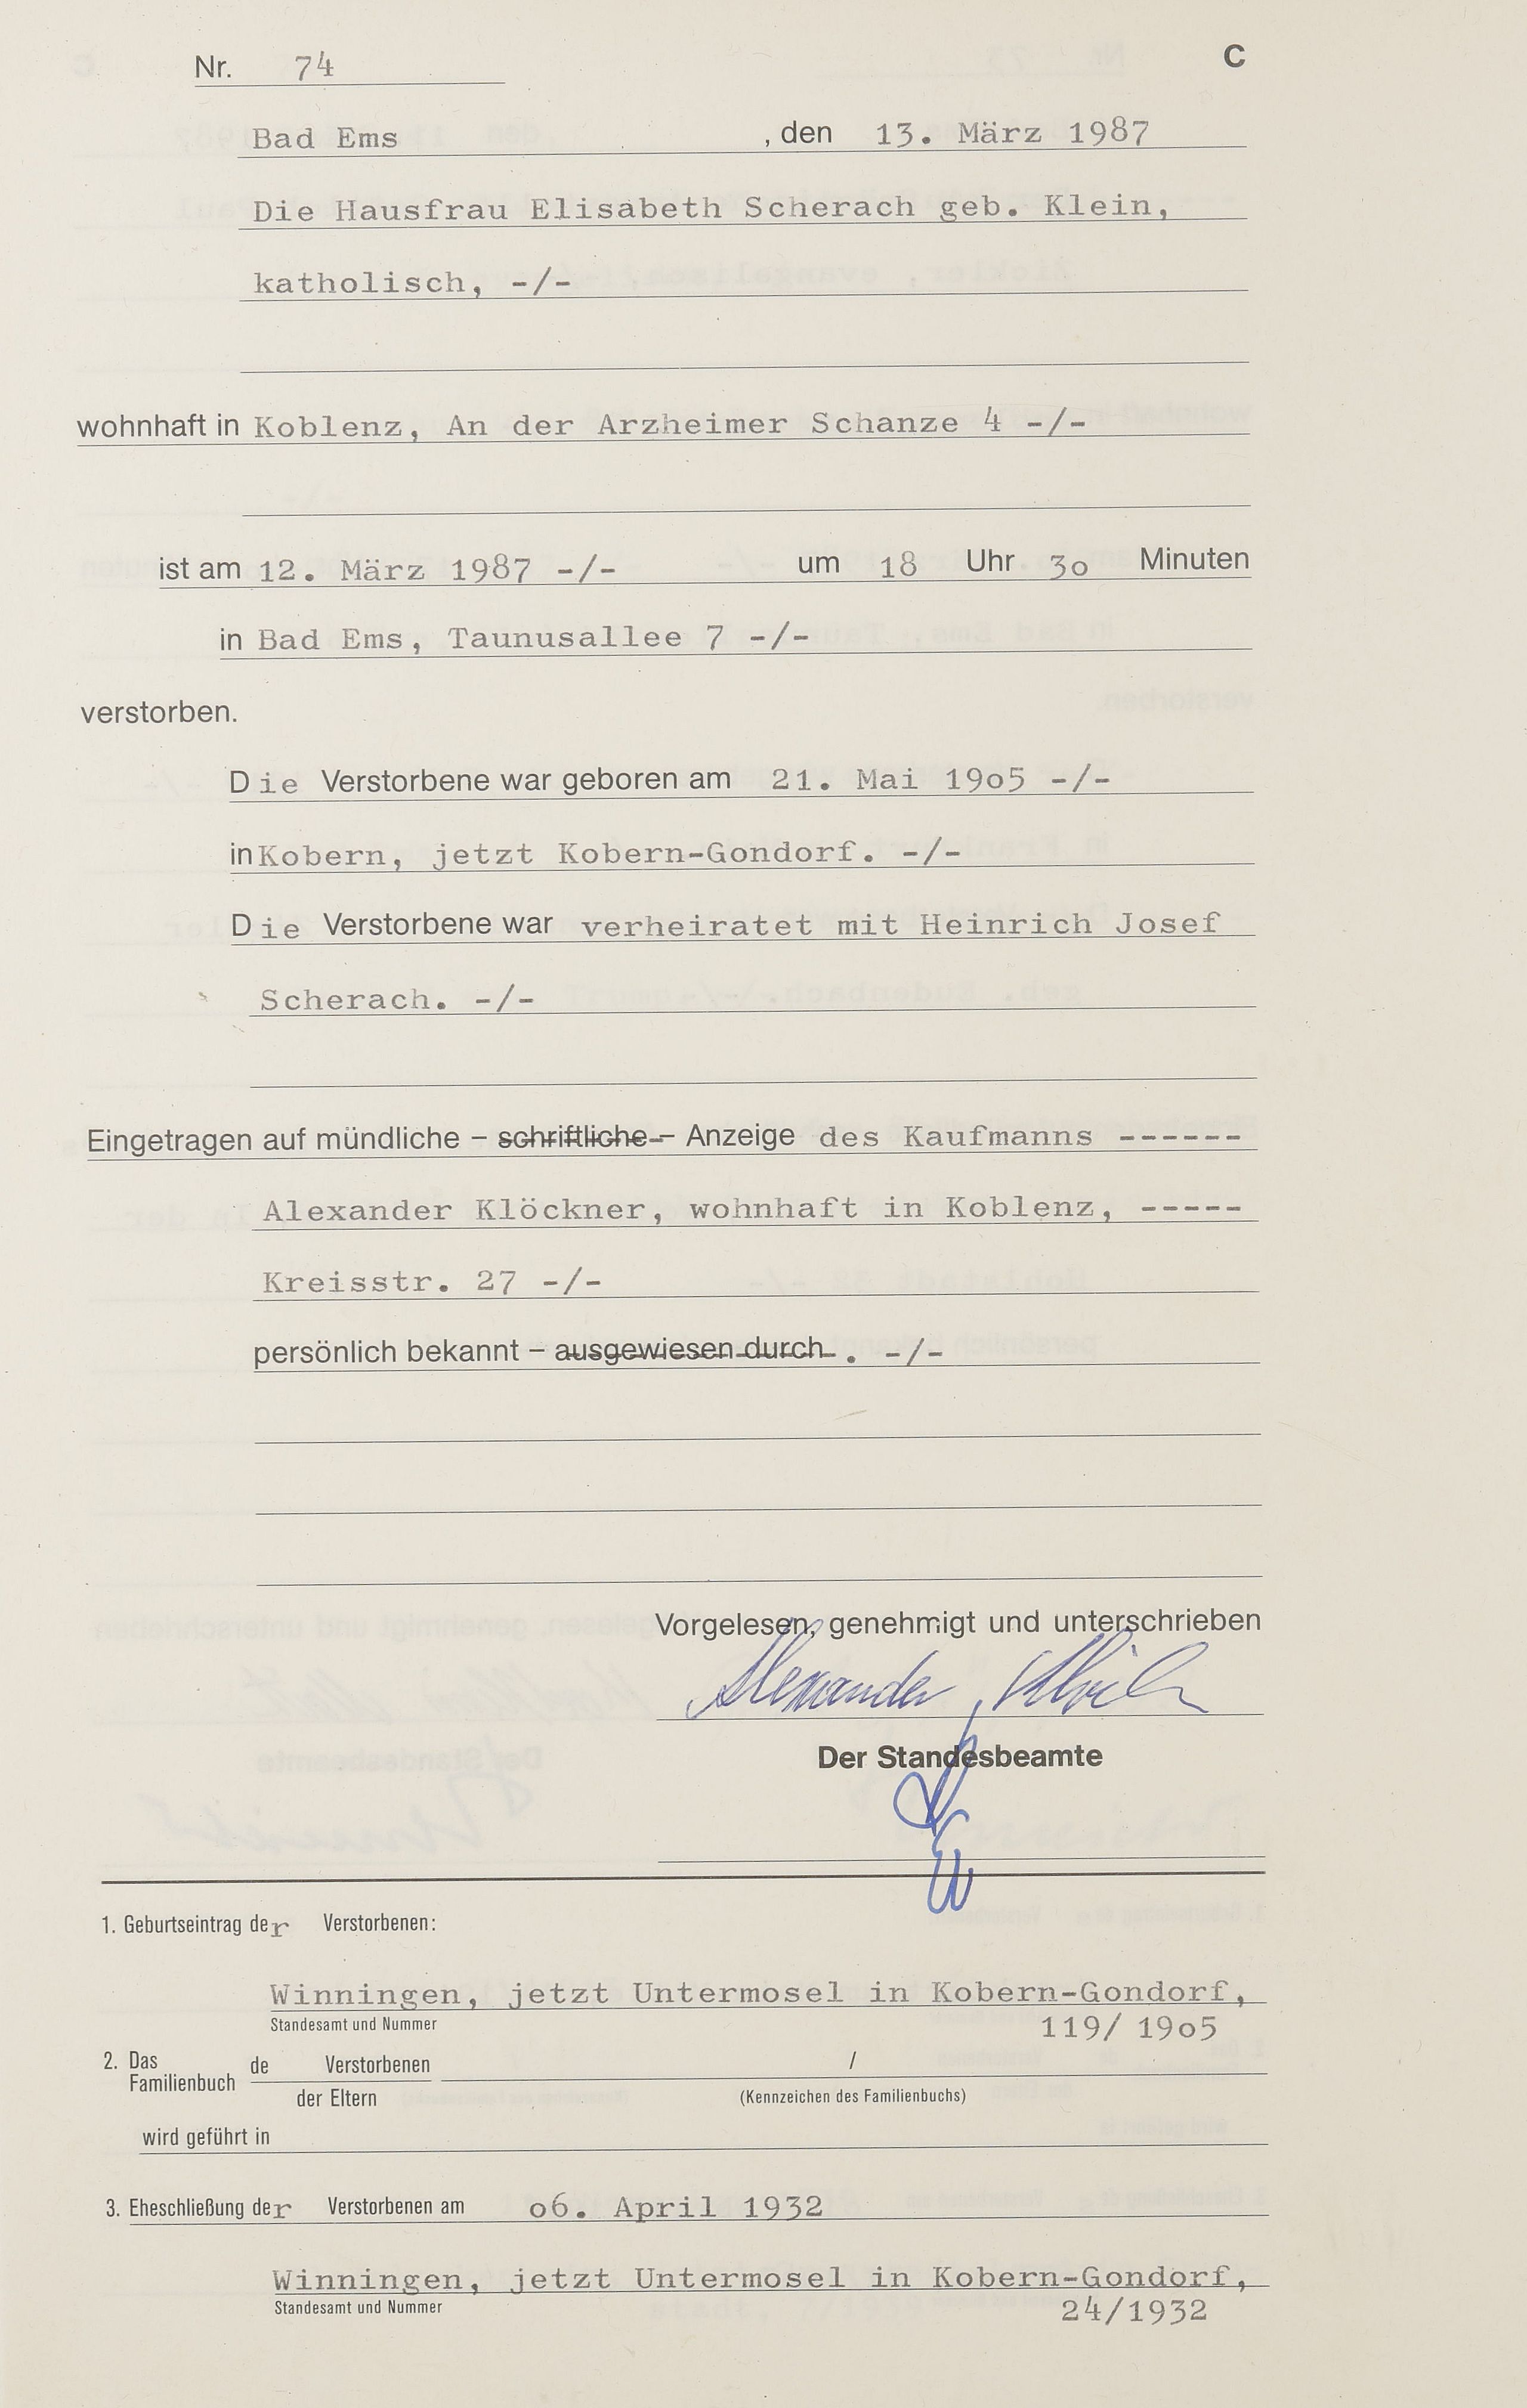 Nr. 74 C
Bad Ems , den 13. März 1987
Die Hausfrau Elisabeth Scherach geb. Klein,
katholisch, -/-
wohnhaft in Koblenz, An der Arzheimer Schanze 4 -/-
ist am 12. März 1987 -/- um 18 Uhr 3o Minuten
in Bad Ems, Taunusallee 7 -/-
verstorben.
Die Verstorbene war geboren am 21. Mai 19o5 -/-
in Kobern, jetzt Kobern-Gondorf. -/-
Die Verstorbene war verheiratet mit Heinrich Josef
Scherach. -/-
Eingetragen auf mündliche – schriftliche – Anzeige des Kaufmanns ------
Alexander Klöckner, wohnhaft in Koblenz, -----
Kreisstr. 27 -/-
persönlich bekannt – ausgewiesen durch . -/-
Vorgelesen, genehmigt und unterschrieben
Alexander
Der Standesbeamte
1. Geburtseintrag der Verstorbenen:
Winningen, jetzt Untermosel in Kobern-Gondorf,
Standesamt und Nummer 119/ 19o5
2. Das Familienbuch de Verstorbenen /
der Eltern (Kennzeichen des Familienbuchs)
wird geführt in
3. Eheschließung der Verstorbenen am o6. April 1932
Winningen, jetzt Untermosel in Kobern-Gondorf,
Standesamt und Nummer 24/1932